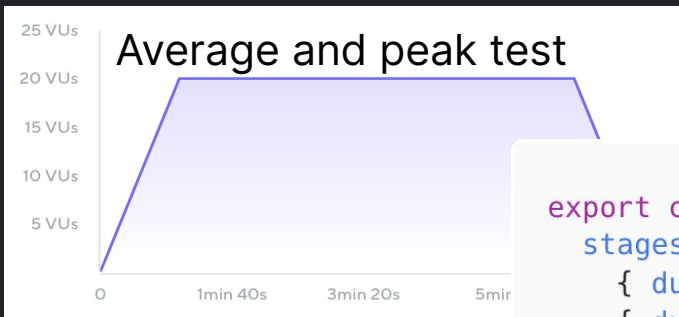 Average and peak test
25 VUs
20 VUs
15 VUs
10 VUs
5 VUs
0 1min 40s 3min 20s 5min
export
stages
{
{